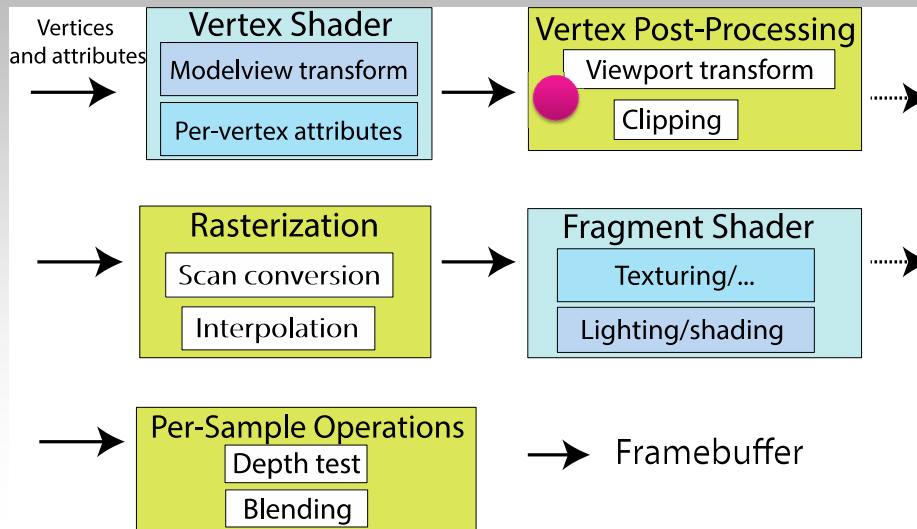 Vertices
and attributes
Vertex Shader
Modelview transform
Per-vertex attributes
Vertex Post-Processing
Viewport transform
Clipping
Rasterization
Scan conversion
Interpolation
Fragment Shader
Texturing/...
Lighting/shading
Per-Sample Operations
Depth test
Blending
Framebuffer